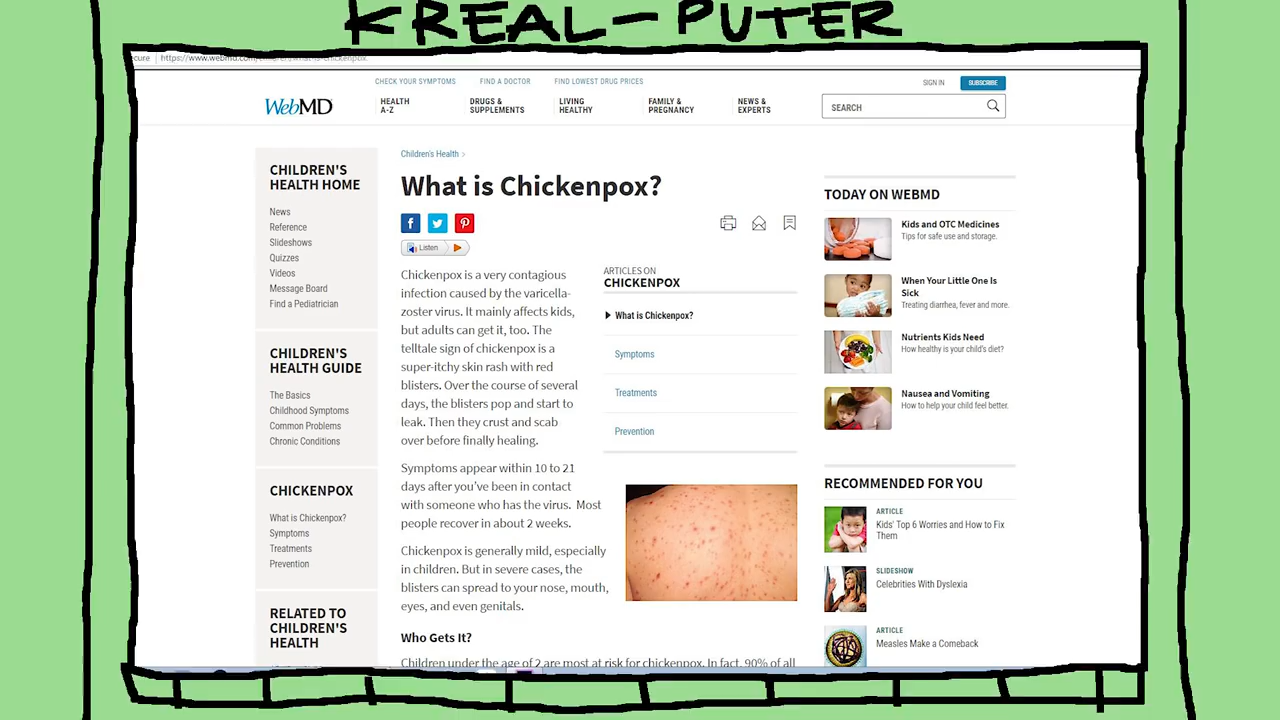 KREAL-PUTER
CHECK YOUR SYMPTOMS FIND A DOCTOR FIND LOWEST DRUG PRICES
SIGN IN SUBSCRIBE
WebMD
HEALTH
A-Z
DRUGS &
SUPPLEMENTS
LIVING
HEALTHY
FAMILY &
PREGNANCY
NEWS &
EXPERTS
SEARCH
CHILDREN'S
HEALTH HOME
News
Reference
Slideshows
Quizzes
Videos
Message Board
Find a Pediatrician
CHILDREN'S
HEALTH GUIDE
The Basics
Childhood Symptoms
Common Problems
Chronic Conditions
CHICKENPOX
What is Chickenpox?
Symptoms
Treatments
Prevention
RELATED TO
CHILDREN'S
HEALTH
Children's Health >
What is Chickenpox?
Listen
Chickenpox is a very contagious
infection caused by the varicella-
zoster virus. It mainly affects kids,
but adults can get it, too. The
telltale sign of chickenpox is a
super-itchy skin rash with red
blisters. Over the course of several
days, the blisters pop and start to
leak. Then they crust and scab
over before finally healing.
Symptoms appear within 10 to 21
days after you've been in contact
with someone who has the virus. Most
people recover in about 2 weeks.
Chickenpox is generally mild, especially
in children. But in severe cases, the
blisters can spread to your nose, mouth,
eyes, and even genitals.
Who Gets It?
Children under the age of 2 are most at risk for chickenpox. In fact, 90% of all
ARTICLES ON
CHICKENPOX
What is Chickenpox?
Symptoms
Treatments
Prevention
TODAY ON WEBMD
Kids and OTC Medicines
Tips for safe use and storage.
When Your Little One Is
Sick
Treating diarrhea, fever and more.
Nutrients Kids Need
How healthy is your child's diet?
Nausea and Vomiting
How to help your child feel better.
RECOMMENDED FOR YOU
ARTICLE
Kids' Top 6 Worries and How to Fix
Them
SLIDESHOW
Celebrities With Dyslexia
ARTICLE
Measles Make a Comeback